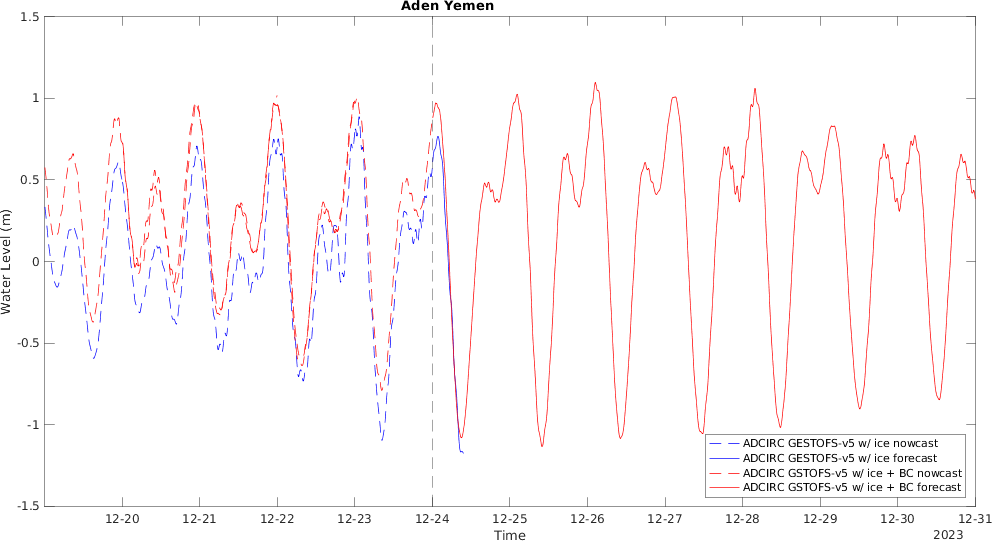 Aden Yemen
1.5
1
0.5
0
-0.5
-1
-1.5
Water Level (m)
12-20 12-21 12-22 12-23 12-24 12-25 12-26 12-27 12-28 12-29 12-30 12-31
Time
2023
ADCIRC GESTOFS-v5 w/ ice nowcast
ADCIRC GESTOFS-v5 w/ ice forecast
ADCIRC GSTOFS-v5 w/ ice + BC nowcast
ADCIRC GSTOFS-v5 w/ ice + BC forecast